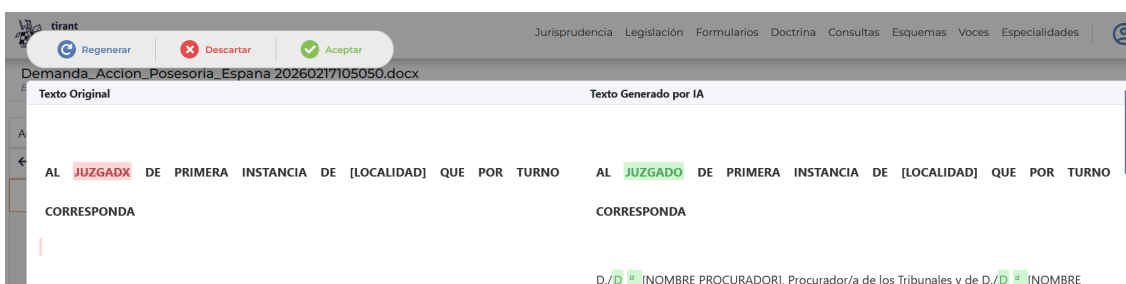 tirant
Jurisprudencia Legislación Formularios Doctrina Consultas Esquemas Voces Especialidades
Regenerar Descartar Aceptar
Demanda_Accion_Posesoria_Espana 20260217105050.docx
Texto Original Texto Generado por IA
AL JUZGADX DE PRIMERA INSTANCIA DE [LOCALIDAD] QUE POR TURNO
CORRESPONDA
AL JUZGADO DE PRIMERA INSTANCIA DE [LOCALIDAD] QUE POR TURNO
CORRESPONDA
D./D ª [NOMBRE PROCURADOR], Procurador/a de los Tribunales y de D./D ª [NOMBRE